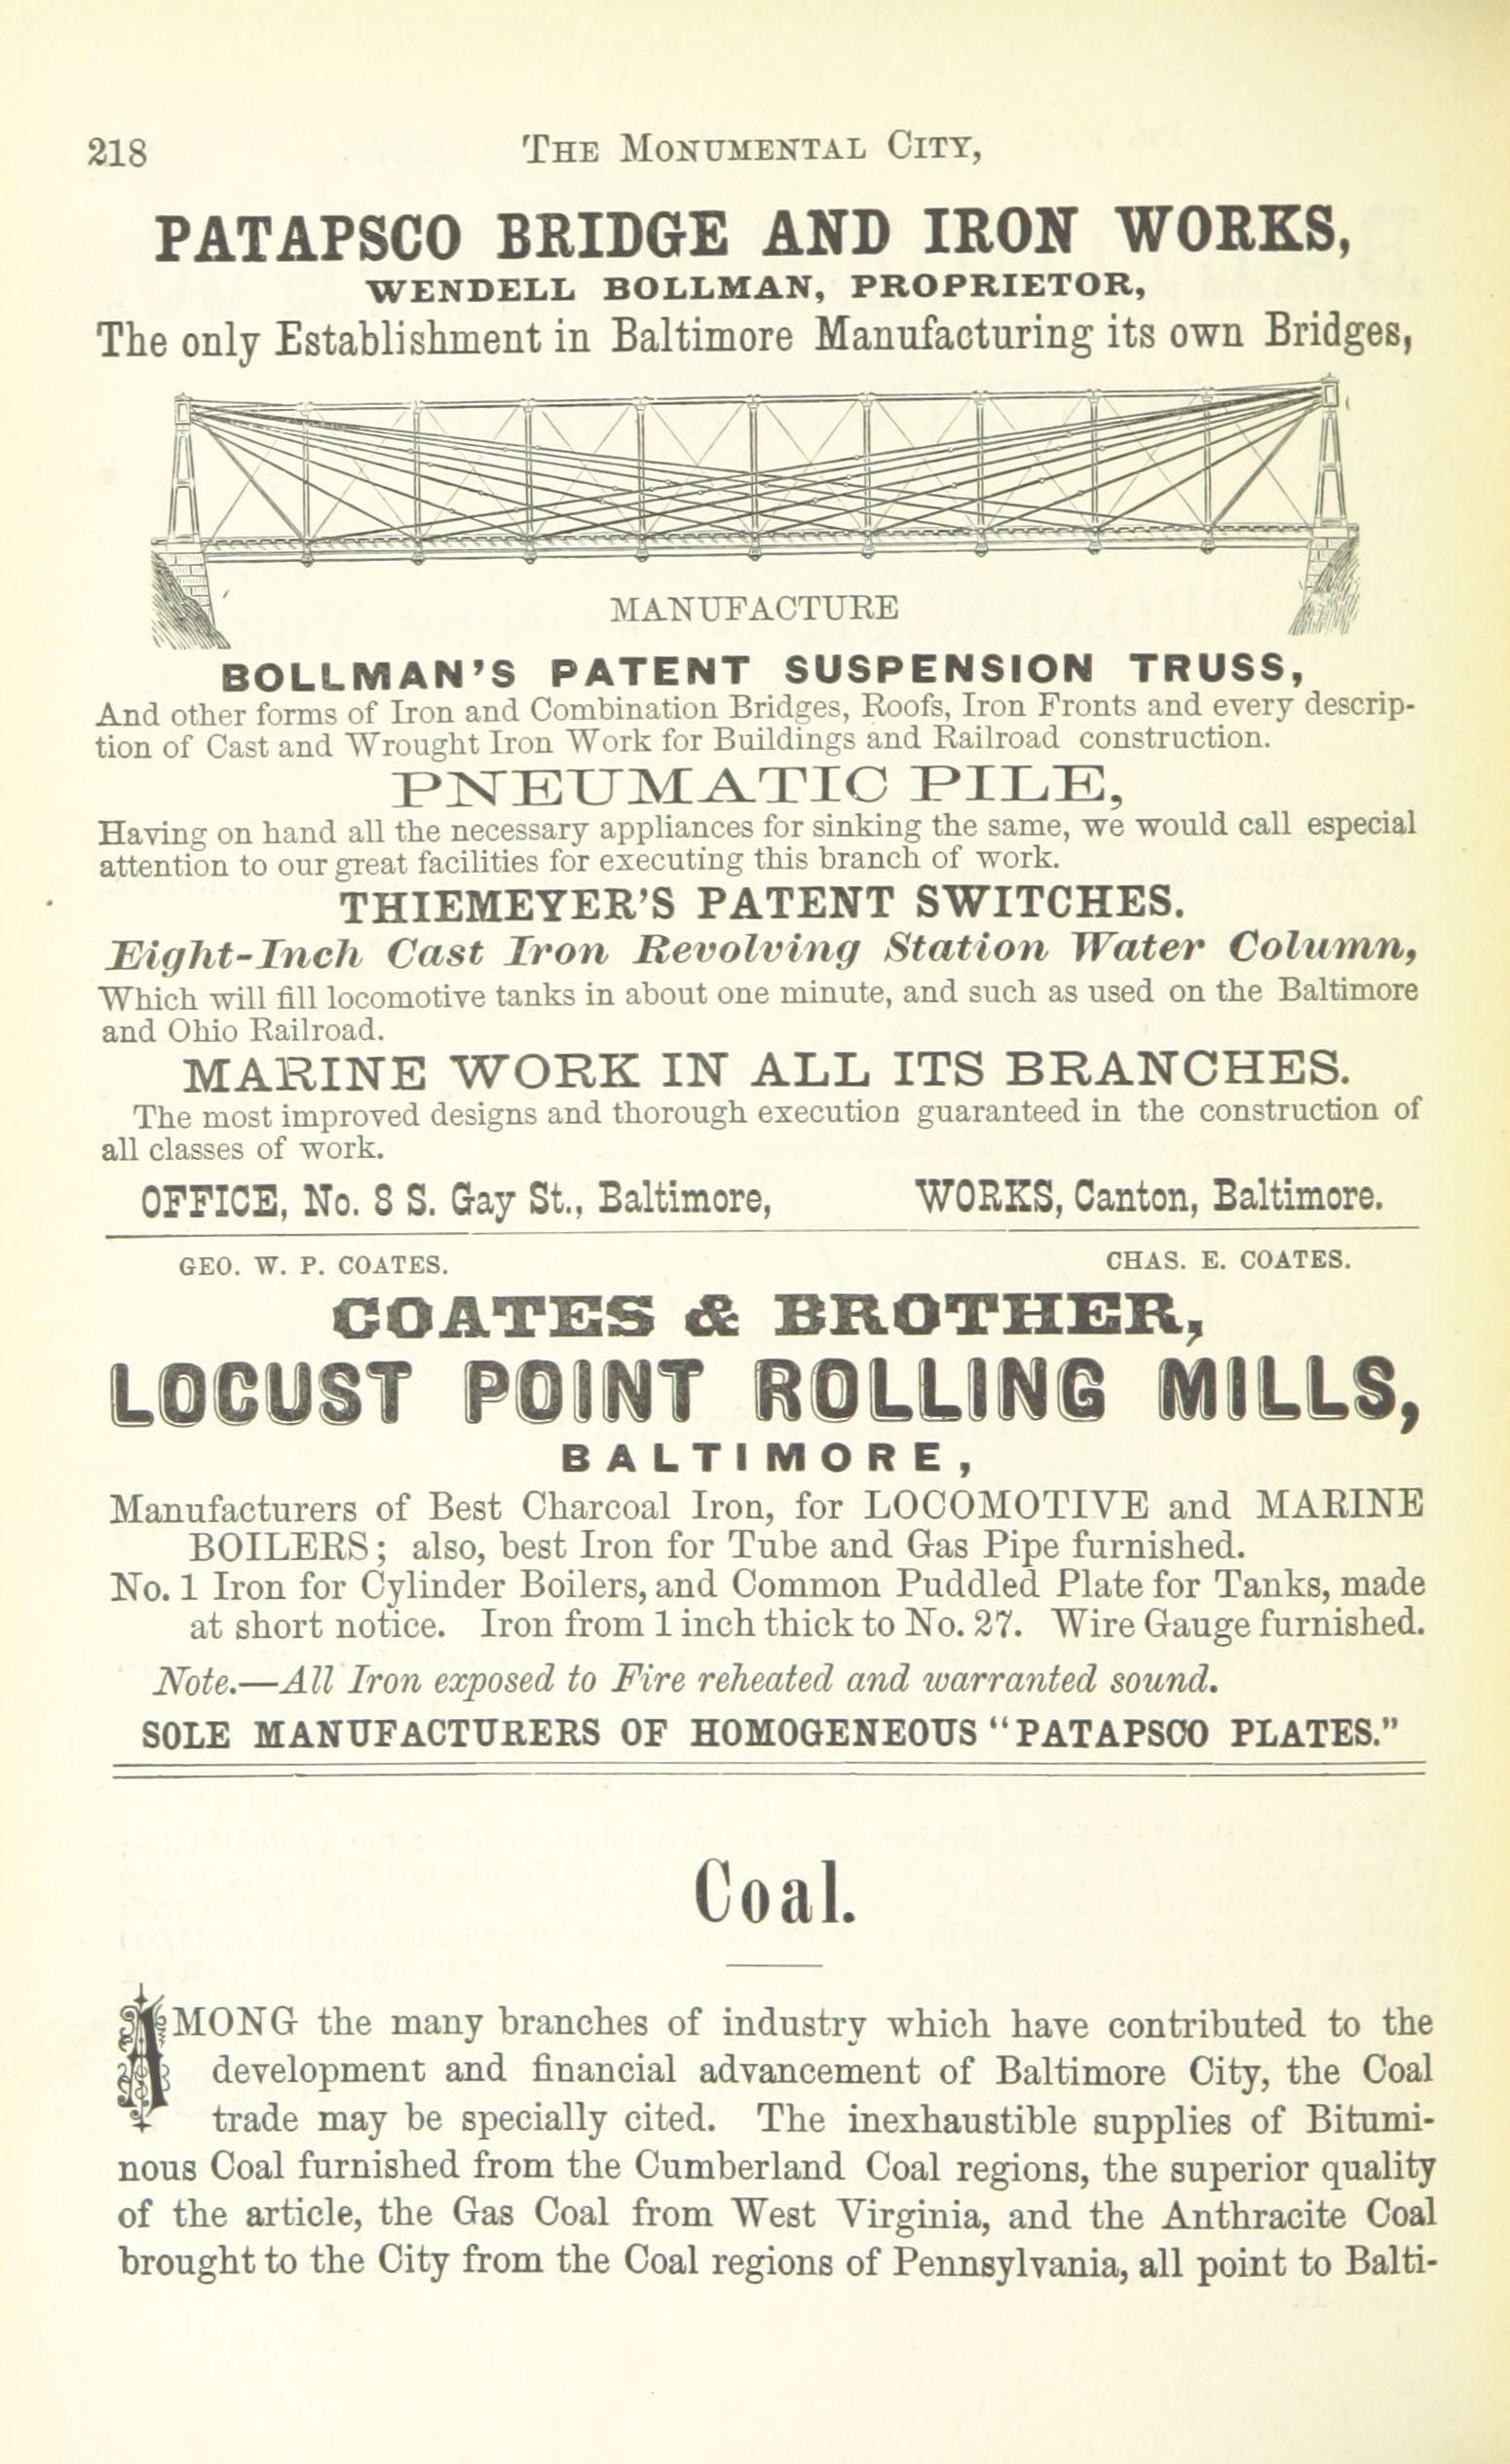 218
The Monumental City,
PATAPSCO BRIDGE AND IRON WORKS,
WENDELL BOLLMAN, PROPRIETOR,
The only Establishment in Baltimore Manufacturing its own Bridges,
MANUFACTURE
BOLLMAN'S PATENT SUSPENSION TRUSS,
And other forms of Iron and Combination Bridges, Roofs, Iron Fronts and every descrip-
tion of Cast and Wrought Iron Work for Buildings and Railroad construction.
PNEUMATIC PILE,
Having on hand all the necessary appliances for sinking the same, we would call especial
attention to our great facilities for executing this branch of work.
THIEMEYER'S PATENT SWITCHES.
Eight-Inch Cast Iron Revolving Station Water Column,
Which will fill locomotive tanks in about one minute, and such as used on the Baltimore
and Ohio Railroad.
MARINE WORK IN ALL ITS BRANCHES.
The most improved designs and thorough execution guaranteed in the construction of
all classes of work.
OFFICE, No. 8 S. Gay St., Baltimore, WORKS, Canton, Baltimore.
GEO. W. P. COATES. CHAS. E. COATES.
COATES & BROTHER,
LOCUST POINT ROLLING MILLS,
BALTIMORE,
Manufacturers of Best Charcoal Iron, for LOCOMOTIVE and MARINE
BOILERS; also, best Iron for Tube and Gas Pipe furnished.
No. 1 Iron for Cylinder Boilers, and Common Puddled Plate for Tanks, made
at short notice. Iron from 1 inch thick to No. 27. Wire Gauge furnished.
Note.—All Iron exposed to Fire reheated and warranted sound.
SOLE MANUFACTURERS OF HOMOGENEOUS "PATAPSCO PLATES."
Coal.
AMONG the many branches of industry which have contributed to the
development and financial advancement of Baltimore City, the Coal
trade may be specially cited. The inexhaustible supplies of Bitumi-
nous Coal furnished from the Cumberland Coal regions, the superior quality
of the article, the Gas Coal from West Virginia, and the Anthracite Coal
brought to the City from the Coal regions of Pennsylvania, all point to Balti-